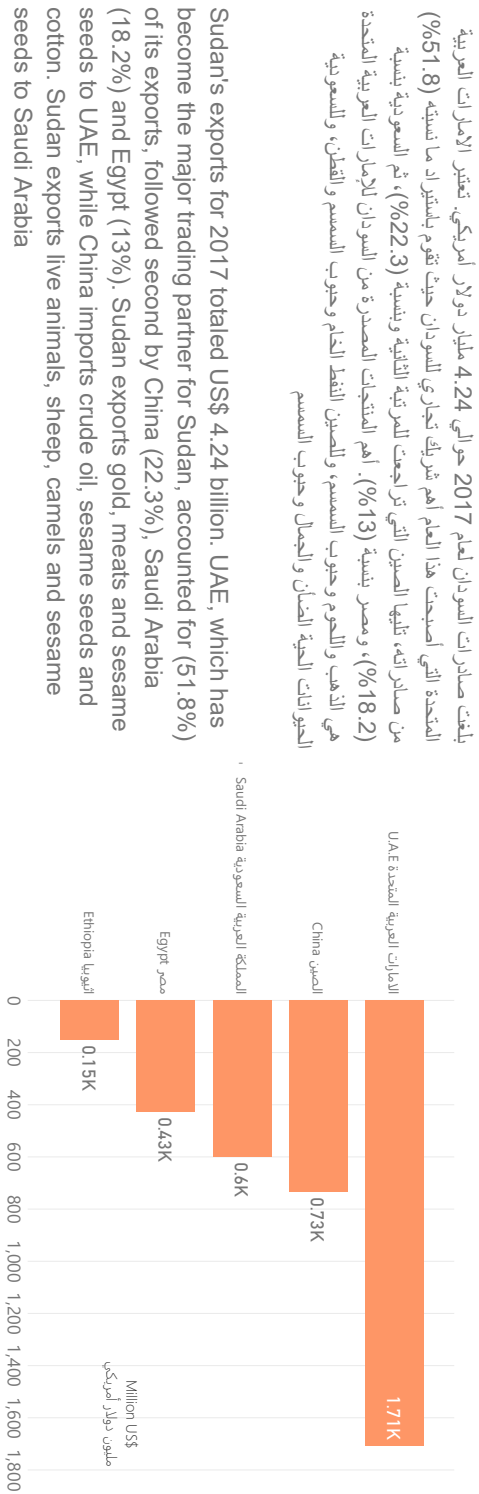 بلغت صادرات السودان لعام 2017 حوالي 4.24 مليار دولار أمريكي. تعتبر الامارات العربية
المتحدة التي أصبحت هذا العام أهم شريك تجاري للسودان حيث تقوم باستيراد ما نسبته (51.8%)
من صادراته، تليها الصين التي تراجعت للمرتبة الثانية وبنسبة (22.3%)، ثم السعودية بنسبة
(18.2%)، ومصر بنسبة (13%). أهم المنتجات المصدرة من السودان للإمارات العربية المتحدة
هي الذهب واللحوم وحبوب السمسم، وللصين النفط الخام وحبوب السمسم والقطن، وللسعودية
الحيوانات الحية الضأن والجمال وحبوب السمسم
Sudan's exports for 2017 totaled US$ 4.24 billion. UAE, which has
become the major trading partner for Sudan, accounted for (51.8%)
of its exports, followed second by China (22.3%), Saudi Arabia
(18.2%) and Egypt (13%). Sudan exports gold, meats and sesame
seeds to UAE, while China imports crude oil, sesame seeds and
cotton. Sudan exports live animals, sheep, camels and sesame
seeds to Saudi Arabia
الامارات العربية المتحدة U.A.E
1.71K
الصين China
0.73K
المملكة العربية السعودية Saudi Arabia
0.6K
مصر Egypt
0.43K
اثيوبيا Ethiopia
0.15K
Million US$
مليون دولار أمريكي
0 200 400 600 800 1,000 1,200 1,400 1,600 1,800